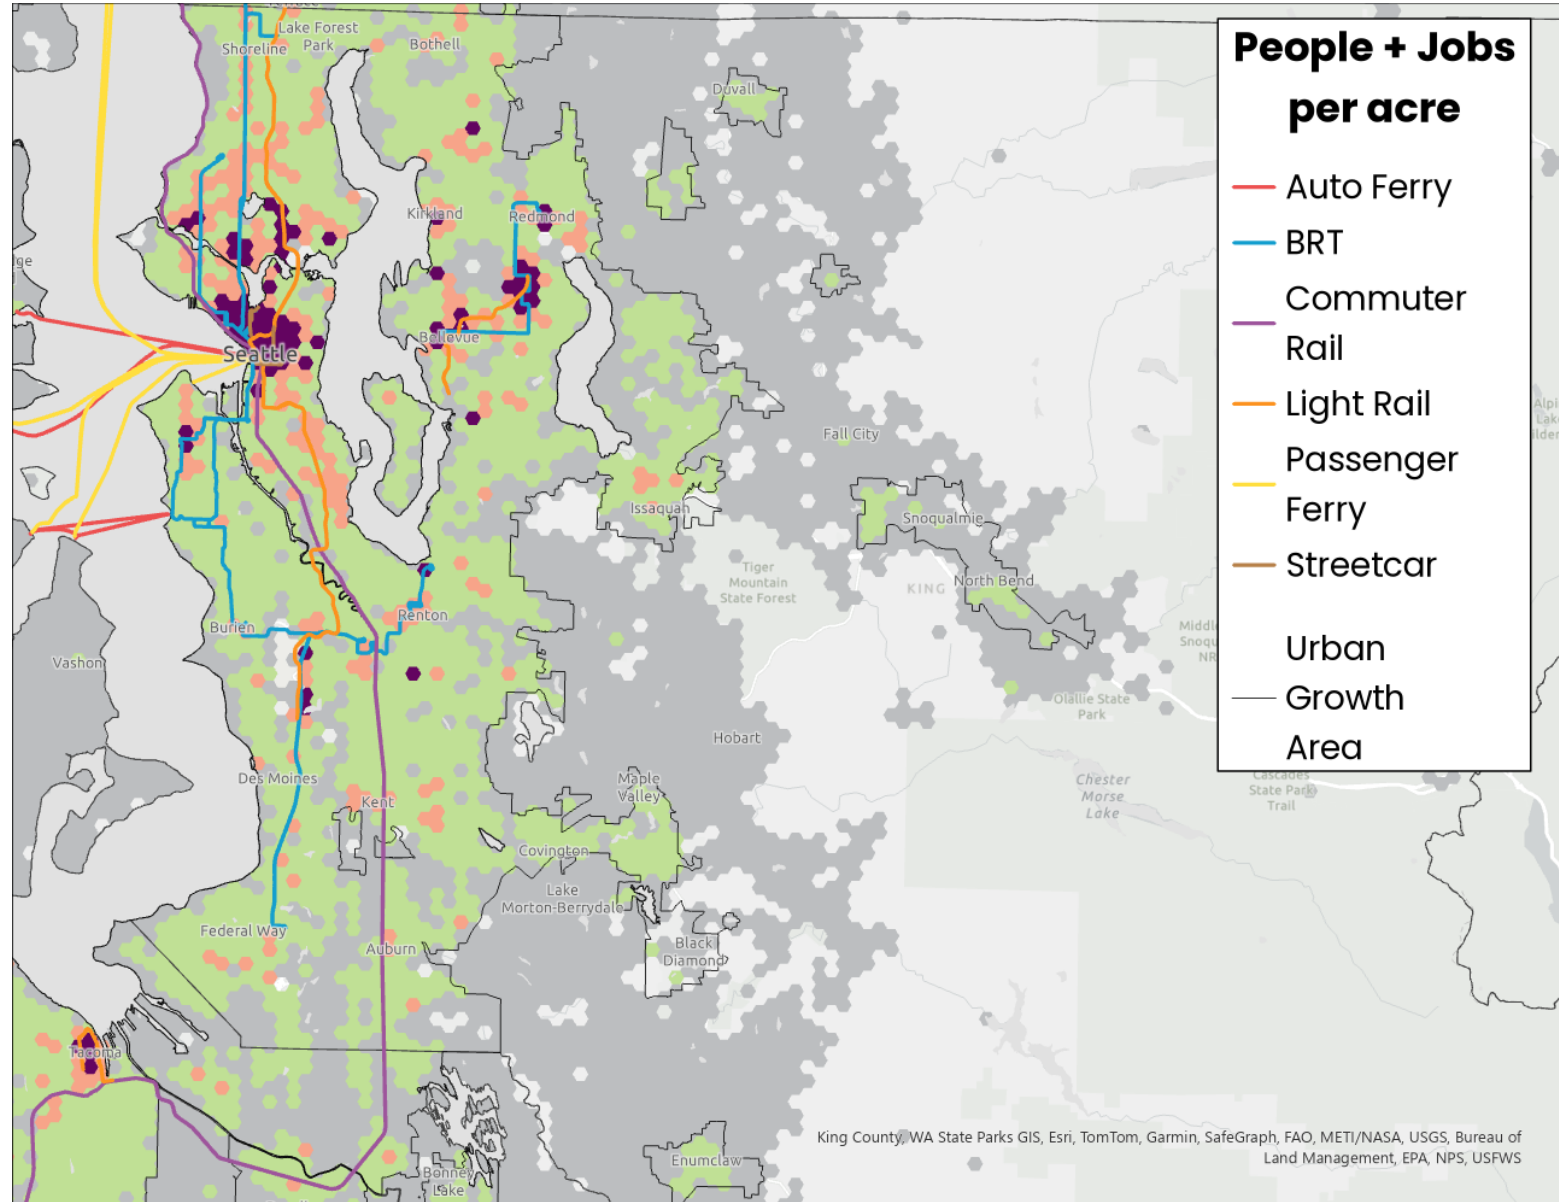 People + Jobs
per acre
Auto Ferry
BRT
Commuter
Rail
Light Rail
Passenger
Ferry
Streetcar
Urban
Growth
Area
Lake Forest
Park
Shoreline
Bothell
Duvall
Kirkland
Redmond
Bellevue
Seattle
Fall City
Issaquah
Snoqualmie
Tiger
Mountain
State Forest
KING
North Bend
Renton
Burien
Vashon
Olallie State
Park
Hobart
Des Moines
Kent
Maple
Valley
Chester
Morse
Lake
Cascades
State Park
Trail
Covington
Lake
Morton-Berrydale
Federal Way
Auburn
Black
Diamond
Tacoma
Enumclaw
Bonney
Lake
King County, WA State Parks GIS, Esri, TomTom, Garmin, SafeGraph, FAO, METI/NASA, USGS, Bureau of
Land Management, EPA, NPS, USFWS